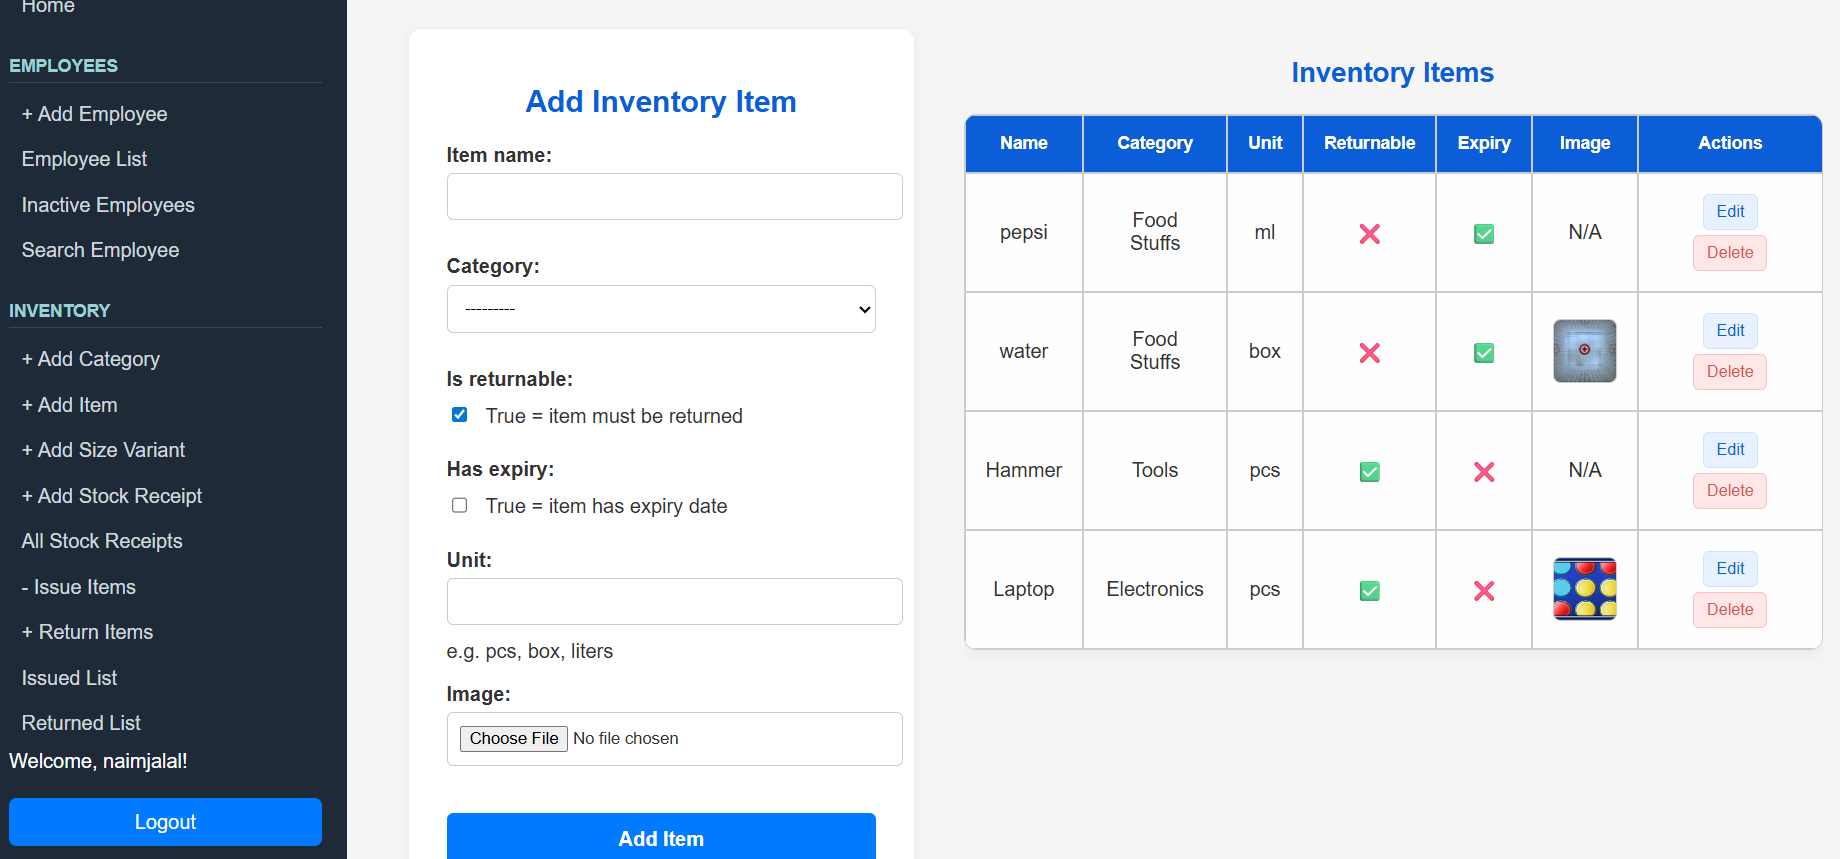 Home
EMPLOYEES
+ Add Employee
Employee List
Inactive Employees
Search Employee
INVENTORY
+ Add Category
+ Add Item
+ Add Size Variant
+ Add Stock Receipt
All Stock Receipts
- Issue Items
+ Return Items
Issued List
Returned List
Welcome, naimjalal!
Logout
Add Inventory Item
Item name:
Category:
---------
Is returnable:
True = item must be returned
Has expiry:
True = item has expiry date
Unit:
e.g. pcs, box, liters
Image:
Choose File No file chosen
Add Item
Inventory Items
Name Category Unit Returnable Expiry Image Actions
pepsi Food Stuffs ml ❌ ✅ N/A Edit Delete
water Food Stuffs box ❌ ✅ Edit Delete
Hammer Tools pcs ✅ ❌ N/A Edit Delete
Laptop Electronics pcs ✅ ❌ Edit Delete